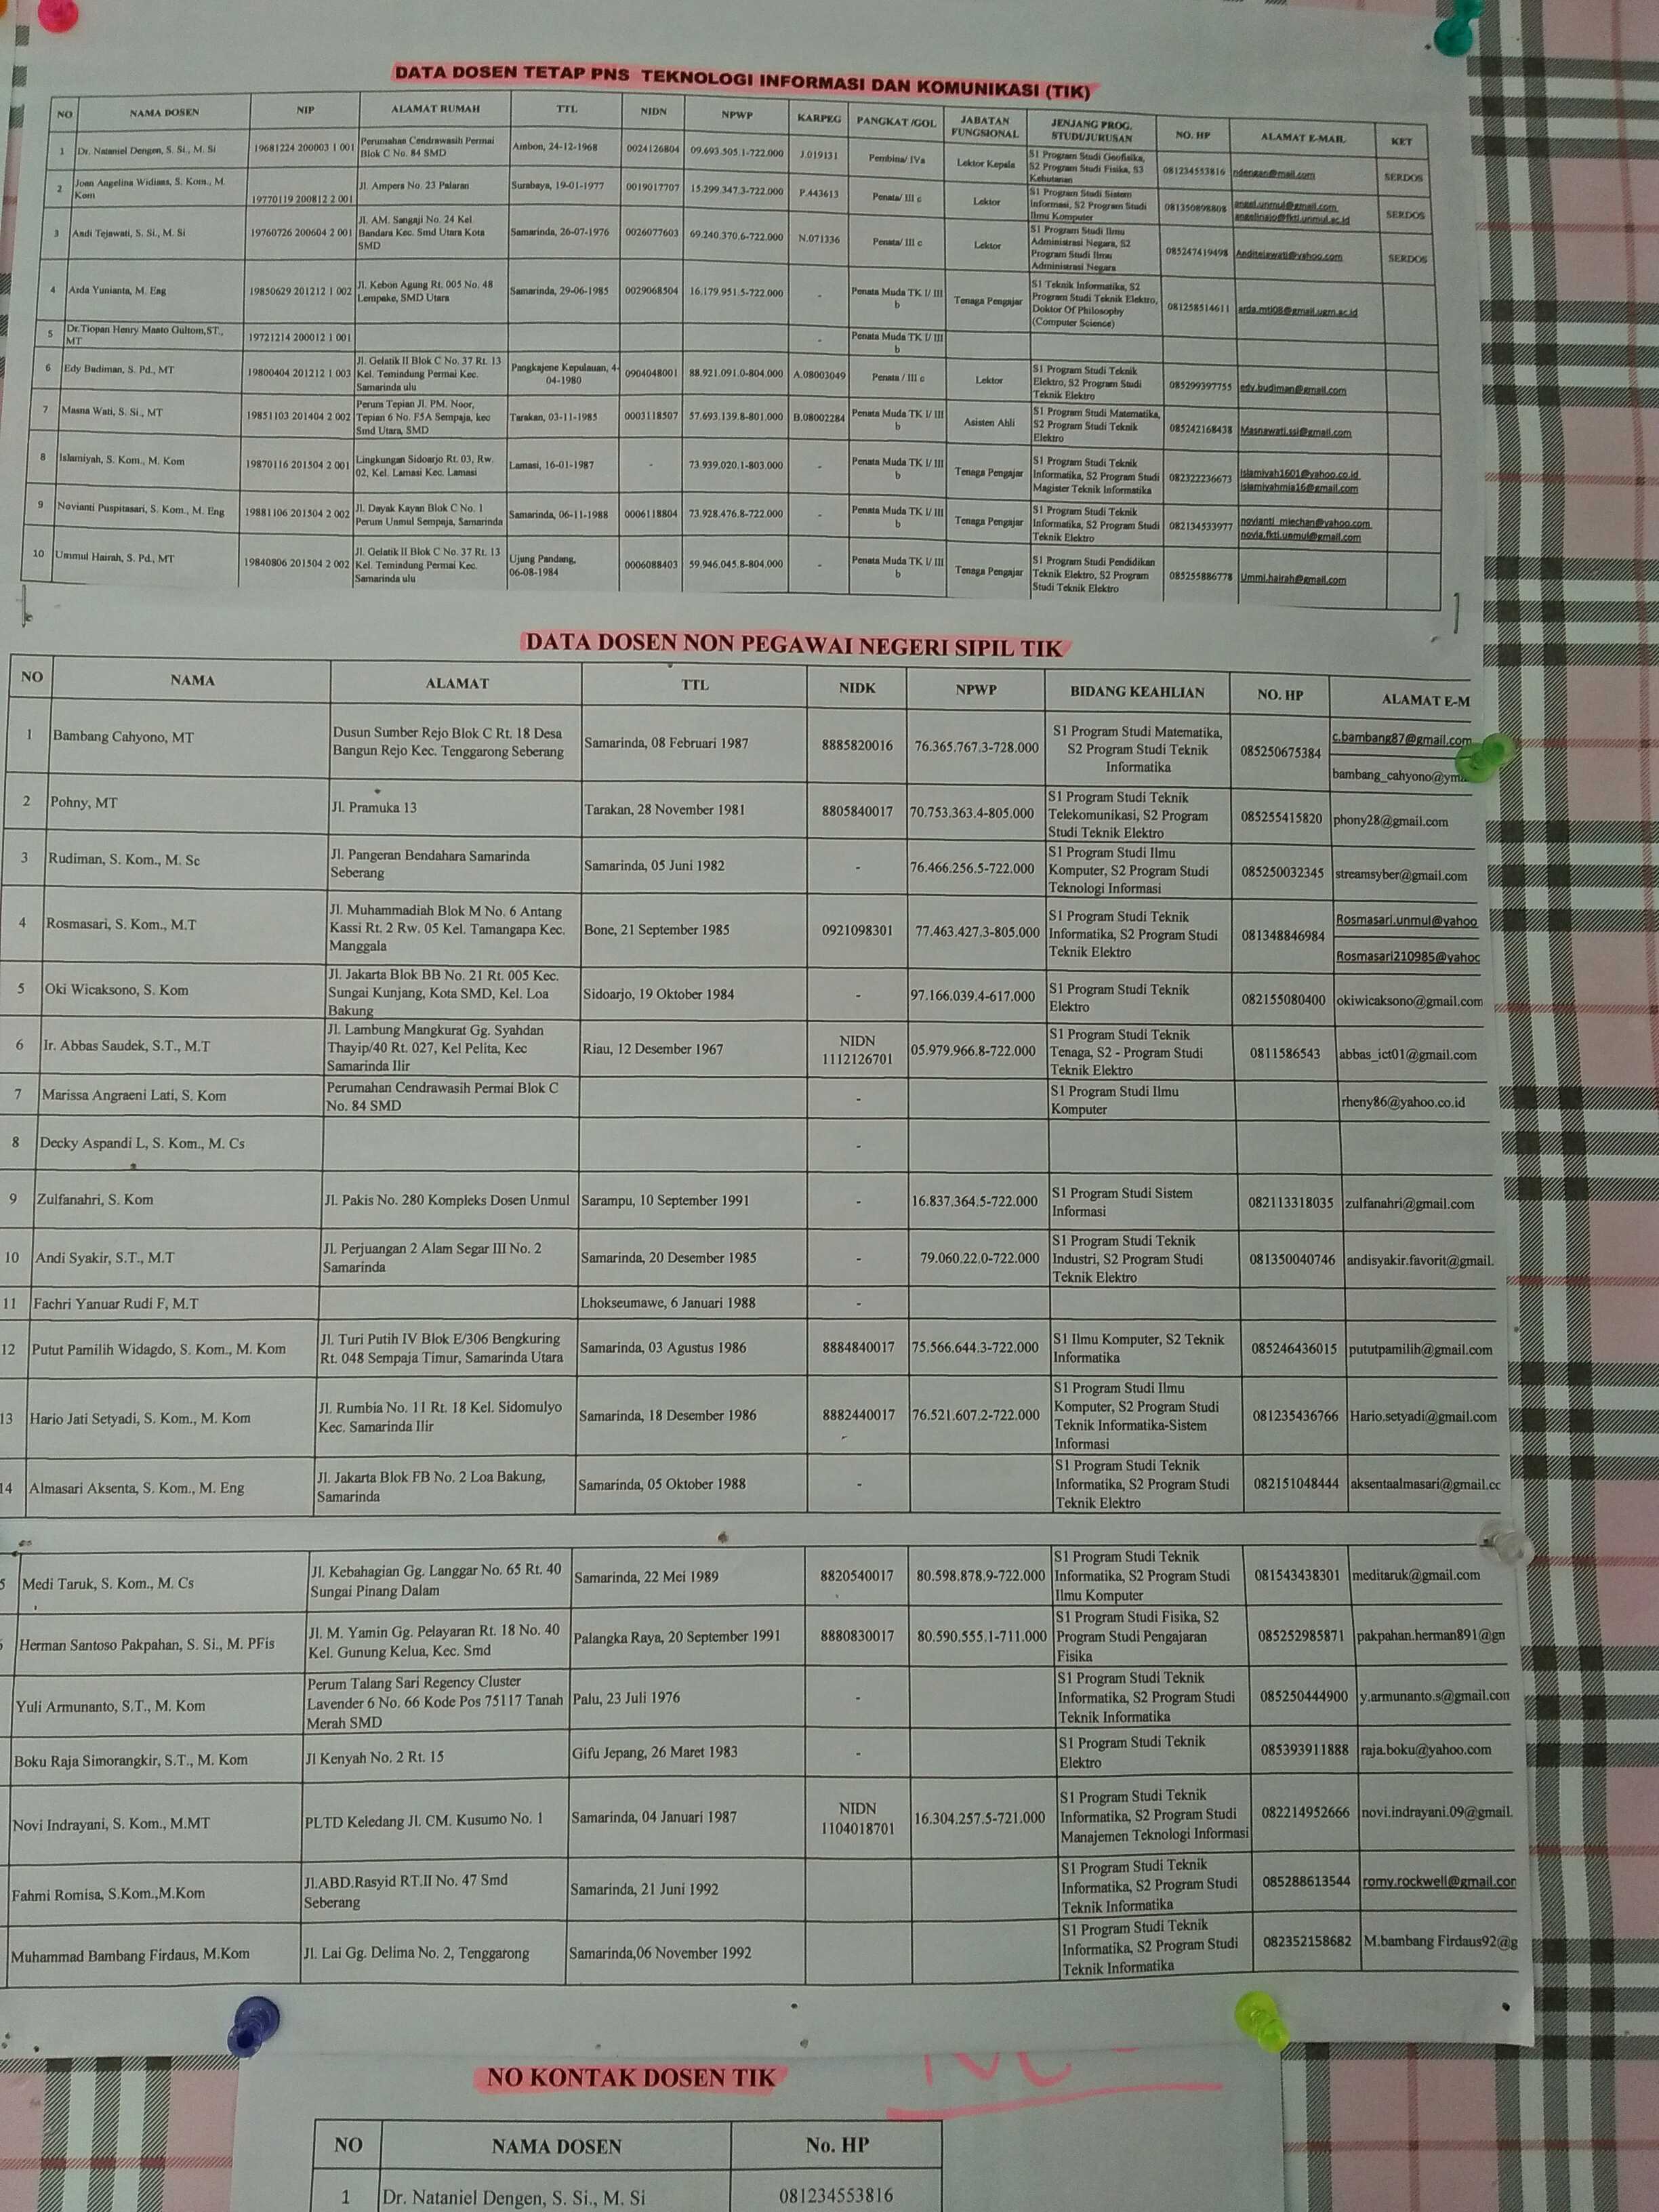 DATA DOSEN TETAP PNS TEKNOLOGI INFORMASI DAN KOMUNIKASI (TIK)
NO NAMA DOSEN NIP ALAMAT RUMAH TTL NIDN NPWP KARPEG PANGKAT /GOL JABATAN FUNGSIONAL JENJANG PROG. STUDI/JURUSAN NO. HP ALAMAT E-MAIL KET
1 Dr. Nataniel Dengen, S. Si., M. Si 19681224 200003 1 001 Perumahan Cendrawasih Permai Blok C No. 84 SMD Ambon, 24-12-1968 0024126804 09.693.505.1-722.000 J.019131 Pembina/ IVa Lektor Kepala S1 Program Studi Geofisika, S2 Program Studi Fisika, S3 Kehutanan 081234553816 ndengan@mail.com SERDOS
2 Joan Angelina Widians, S. Kom., M. Kom 19770119 200812 2 001 Jl. Ampera No. 23 Palaran Surabaya, 19-01-1977 0019017707 15.299.347.3-722.000 P.443613 Penata/ III c Lektor S1 Program Studi Sistem Informasi, S2 Program Studi Ilmu Komputer 081350898808 angel.unmul@gmail.com angelinajo@fkti.unmul.ac.id SERDOS
3 Andi Tejawati, S. Si., M. Si 19760726 200604 2 001 Jl. AM. Sangaji No. 24 Kel. Bandara Kec. Smd Utara Kota SMD Samarinda, 26-07-1976 0026077603 69.240.370.6-722.000 N.071336 Penata/ III c Lektor S1 Program Studi Ilmu Administrasi Negara, S2 Program Studi Ilmu Administrasi Negara 085247419498 Anditejawati@yahoo.com SERDOS
4 Arda Yunianta, M. Eng 19850629 201212 1 002 Jl. Kebon Agung Rt. 005 No. 48 Lempake, SMD Utara Samarinda, 29-06-1985 0029068504 16.179.951.5-722.000 - Penata Muda TK I/ III b Tenaga Pengajar S1 Teknik Informatika, S2 Program Studi Teknik Elektro, Doktor Of Philosophy (Computer Science) 081258514611 arda.mti08@gmail.ugm.ac.id
5 Dr.Tiopan Henry Manto Gultom,ST., MT 19721214 200012 1 001 - Penata Muda TK I/ III b
6 Edy Budiman, S. Pd., MT 19800404 201212 1 003 Jl. Gelatik II Blok C No. 37 Rt. 13 Kel. Temindung Permai Kec. Samarinda ulu Pangkajene Kepulauan, 4-04-1980 0904048001 88.921.091.0-804.000 A.08003049 Penata / III c Lektor S1 Program Studi Teknik Elektro, S2 Program Studi Teknik Elektro 085299397755 edy.budiman@gmail.com
7 Masna Wati, S. Si., MT 19851103 201404 2 002 Perum Tepian Jl. PM. Noor, Tepian 6 No. F5A Sempaja, kec Smd Utara, SMD Tarakan, 03-11-1985 0003118507 57.693.139.8-801.000 B.08002284 Penata Muda TK I/ III b Asisten Ahli S1 Program Studi Matematika, S2 Program Studi Teknik Elektro 085242168438 Masnawati.ssi@gmail.com
8 Islamiyah, S. Kom., M. Kom 19870116 201504 2 001 Lingkungan Sidoarjo Rt. 03, Rw. 02, Kel. Lamasi Kec. Lamasi Lamasi, 16-01-1987 - 73.939.020.1-803.000 - Penata Muda TK I/ III b Tenaga Pengajar S1 Program Studi Teknik Informatika, S2 Program Studi Magister Teknik Informatika 082322236673 Islamiyah1601@yahoo.co.id Islamiyahmia16@gmail.com
9 Novianti Puspitasari, S. Kom., M. Eng 19881106 201504 2 002 Jl. Dayak Kayan Blok C No. 1 Perum Unmul Sempaja, Samarinda Samarinda, 06-11-1988 0006118804 73.928.476.8-722.000 - Penata Muda TK I/ III b Tenaga Pengajar S1 Program Studi Teknik Informatika, S2 Program Studi Teknik Elektro 082134533977 novianti_miechan@yahoo.com novia.fkti.unmul@gmail.com
10 Ummul Hairah, S. Pd., MT 19840806 201504 2 002 Jl. Gelatik II Blok C No. 37 Rt. 13 Kel. Temindung Permai Kec. Samarinda ulu Ujung Pandang, 06-08-1984 0006088403 59.946.045.8-804.000 - Penata Muda TK I/ III b Tenaga Pengajar S1 Program Studi Pendidikan Teknik Elektro, S2 Program Studi Teknik Elektro 085255886778 Ummi.hairah@gmail.com
DATA DOSEN NON PEGAWAI NEGERI SIPIL TIK
NO NAMA ALAMAT TTL NIDK NPWP BIDANG KEAHLIAN NO. HP ALAMAT E-M
1 Bambang Cahyono, MT Dusun Sumber Rejo Blok C Rt. 18 Desa Bangun Rejo Kec. Tenggarong Seberang Samarinda, 08 Februari 1987 8885820016 76.365.767.3-728.000 S1 Program Studi Matematika, S2 Program Studi Teknik Informatika 085250675384 c.bambang87@gmail.com bambang_cahyono@yma
2 Pohny, MT Jl. Pramuka 13 Tarakan, 28 November 1981 8805840017 70.753.363.4-805.000 S1 Program Studi Teknik Telekomunikasi, S2 Program Studi Teknik Elektro 085255415820 phony28@gmail.com
3 Rudiman, S. Kom., M. Sc Jl. Pangeran Bendahara Samarinda Seberang Samarinda, 05 Juni 1982 - 76.466.256.5-722.000 S1 Program Studi Ilmu Komputer, S2 Program Studi Teknologi Informasi 085250032345 streamsyber@gmail.com
4 Rosmasari, S. Kom., M.T Jl. Muhammadiah Blok M No. 6 Antang Kassi Rt. 2 Rw. 05 Kel. Tamangapa Kec. Manggala Bone, 21 September 1985 0921098301 77.463.427.3-805.000 S1 Program Studi Teknik Informatika, S2 Program Studi Teknik Elektro 081348846984 Rosmasari.unmul@yahoo Rosmasari210985@yahoc
5 Oki Wicaksono, S. Kom Jl. Jakarta Blok BB No. 21 Rt. 005 Kec. Sungai Kunjang, Kota SMD, Kel. Loa Bakung Sidoarjo, 19 Oktober 1984 - 97.166.039.4-617.000 S1 Program Studi Teknik Elektro 082155080400 okiwicaksono@gmail.com
6 Ir. Abbas Saudek, S.T., M.T Jl. Lambung Mangkurat Gg. Syahdan Thayip/40 Rt. 027, Kel Pelita, Kec Samarinda Ilir Riau, 12 Desember 1967 NIDN 1112126701 05.979.966.8-722.000 S1 Program Studi Teknik Tenaga, S2 - Program Studi Teknik Elektro 0811586543 abbas_ict01@gmail.com
7 Marissa Angraeni Lati, S. Kom Perumahan Cendrawasih Permai Blok C No. 84 SMD - S1 Program Studi Ilmu Komputer rheny86@yahoo.co.id
8 Decky Aspandi L, S. Kom., M. Cs -
9 Zulfanahri, S. Kom Jl. Pakis No. 280 Kompleks Dosen Unmul Sarampu, 10 September 1991 - 16.837.364.5-722.000 S1 Program Studi Sistem Informasi 082113318035 zulfanahri@gmail.com
10 Andi Syakir, S.T., M.T Jl. Perjuangan 2 Alam Segar III No. 2 Samarinda Samarinda, 20 Desember 1985 - 79.060.22.0-722.000 S1 Program Studi Teknik Industri, S2 Program Studi Teknik Elektro 081350040746 andisyakir.favorit@gmail.
11 Fachri Yanuar Rudi F, M.T Lhokseumawe, 6 Januari 1988 -
12 Putut Pamilih Widagdo, S. Kom., M. Kom Jl. Turi Putih IV Blok E/306 Bengkuring Rt. 048 Sempaja Timur, Samarinda Utara Samarinda, 03 Agustus 1986 8884840017 75.566.644.3-722.000 S1 Ilmu Komputer, S2 Teknik Informatika 085246436015 pututpamilih@gmail.com
13 Hario Jati Setyadi, S. Kom., M. Kom Jl. Rumbia No. 11 Rt. 18 Kel. Sidomulyo Kec. Samarinda Ilir Samarinda, 18 Desember 1986 8882440017 76.521.607.2-722.000 S1 Program Studi Ilmu Komputer, S2 Program Studi Teknik Informatika-Sistem Informasi 081235436766 Hario.setyadi@gmail.com
14 Almasari Aksenta, S. Kom., M. Eng Jl. Jakarta Blok FB No. 2 Loa Bakung, Samarinda Samarinda, 05 Oktober 1988 - S1 Program Studi Teknik Informatika, S2 Program Studi Teknik Elektro 082151048444 aksentaalmasari@gmail.cc
5 Medi Taruk, S. Kom., M. Cs Jl. Kebahagian Gg. Langgar No. 65 Rt. 40 Sungai Pinang Dalam Samarinda, 22 Mei 1989 8820540017 80.598.878.9-722.000 S1 Program Studi Teknik Informatika, S2 Program Studi Ilmu Komputer 081543438301 meditaruk@gmail.com
Herman Santoso Pakpahan, S. Si., M. PFis Jl. M. Yamin Gg. Pelayaran Rt. 18 No. 40 Kel. Gunung Kelua, Kec. Smd Palangka Raya, 20 September 1991 8880830017 80.590.555.1-711.000 S1 Program Studi Fisika, S2 Program Studi Pengajaran Fisika 085252985871 pakpahan.herman891@gn
Yuli Armunanto, S.T., M. Kom Perum Talang Sari Regency Cluster Lavender 6 No. 66 Kode Pos 75117 Tanah Merah SMD Palu, 23 Juli 1976 - S1 Program Studi Teknik Informatika, S2 Program Studi Teknik Informatika 085250444900 y.armunanto.s@gmail.con
Boku Raja Simorangkir, S.T., M. Kom Jl Kenyah No. 2 Rt. 15 Gifu Jepang, 26 Maret 1983 - S1 Program Studi Teknik Elektro 085393911888 raja.boku@yahoo.com
Novi Indrayani, S. Kom., M.MT PLTD Keledang Jl. CM. Kusumo No. 1 Samarinda, 04 Januari 1987 NIDN 1104018701 16.304.257.5-721.000 S1 Program Studi Teknik Informatika, S2 Program Studi Manajemen Teknologi Informasi 082214952666 novi.indrayani.09@gmail.
Fahmi Romisa, S.Kom.,M.Kom Jl.ABD.Rasyid RT.II No. 47 Smd Seberang Samarinda, 21 Juni 1992 S1 Program Studi Teknik Informatika, S2 Program Studi Teknik Informatika 085288613544 romy.rockwell@gmail.cor
Muhammad Bambang Firdaus, M.Kom Jl. Lai Gg. Delima No. 2, Tenggarong Samarinda,06 November 1992 S1 Program Studi Teknik Informatika, S2 Program Studi Teknik Informatika 082352158682 M.bambang Firdaus92@g
NO KONTAK DOSEN TIK
NO NAMA DOSEN No. HP
1 Dr. Nataniel Dengen, S. Si., M. Si 081234553816